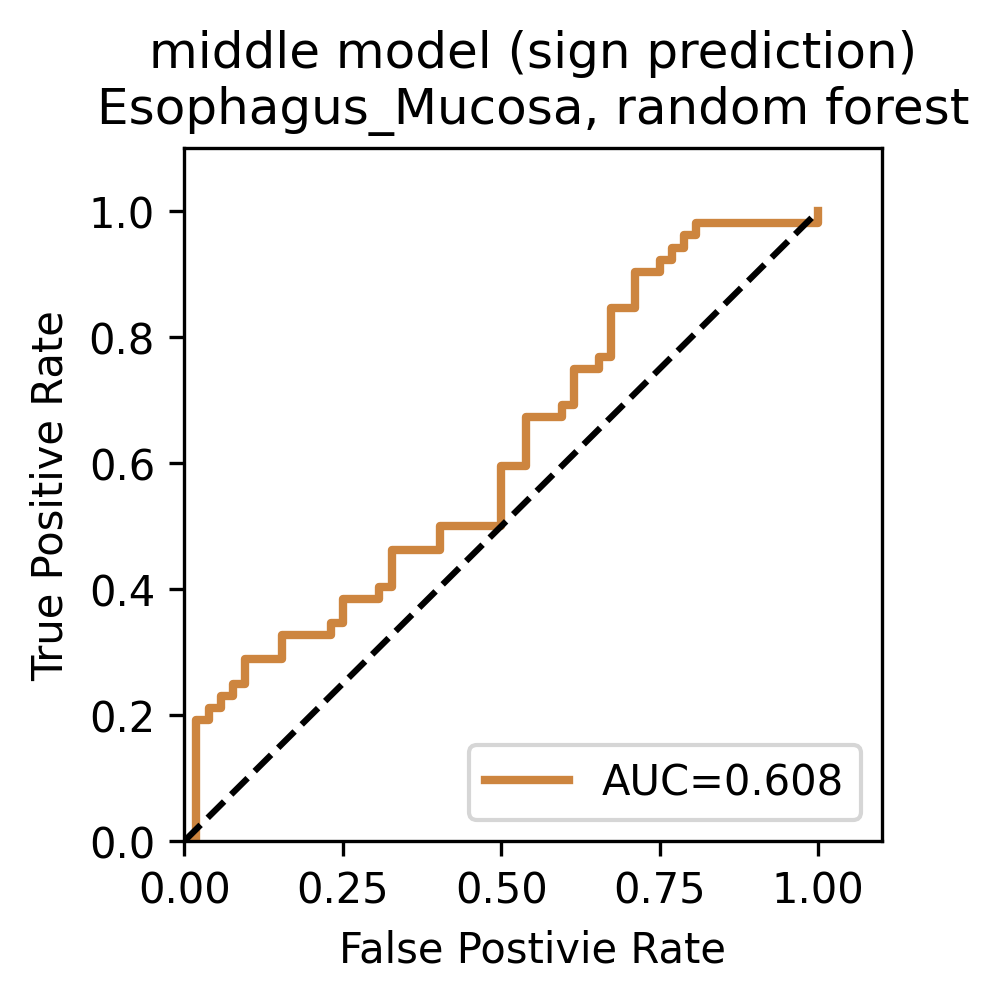 middle model (sign prediction)
Esophagus_Mucosa, random forest
1.0
0.8
0.6
0.4
0.2
0.0
True Positive Rate
AUC=0.608
0.00 0.25 0.50 0.75 1.00
False Postivie Rate